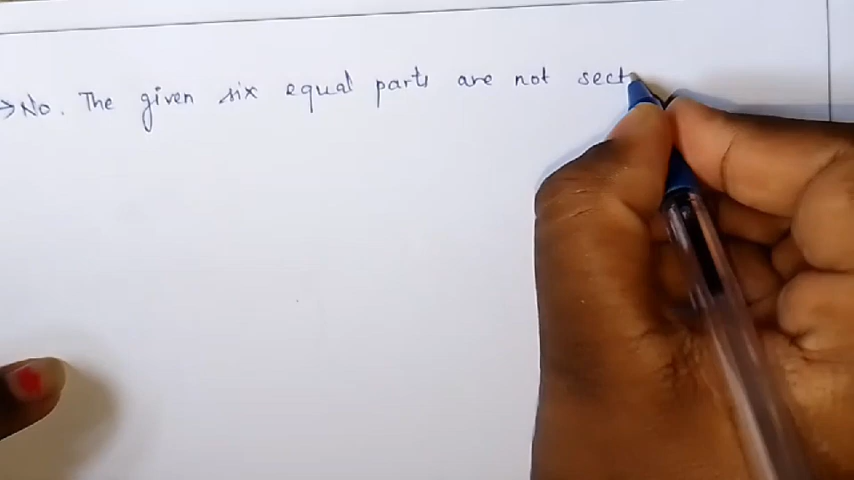 → No. The given six equal parts are not sect